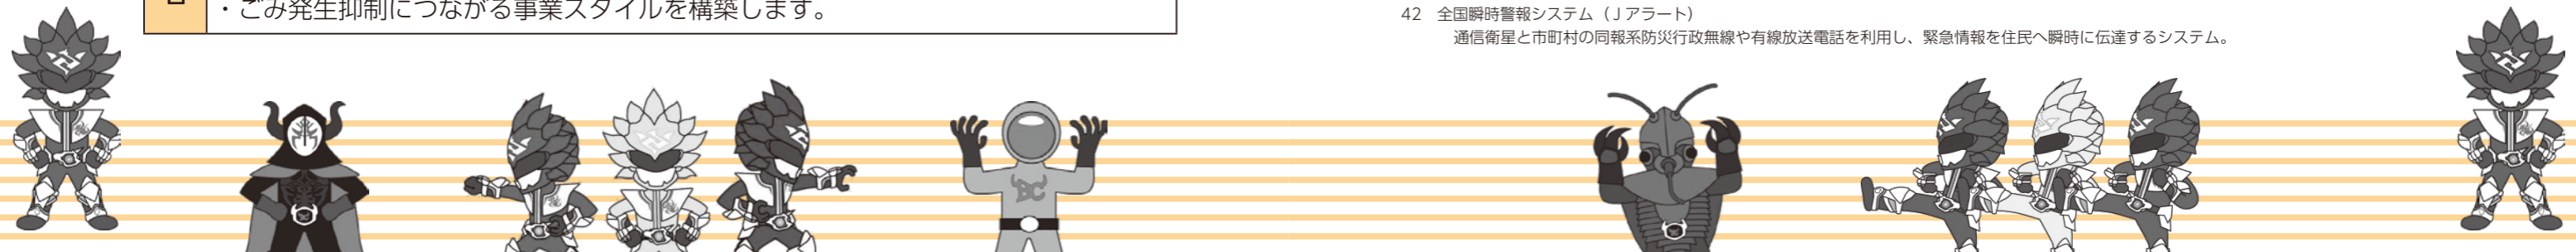 ・ごみ発生抑制につながる事業スタイルを構築します。
42　全国瞬時警報システム（Ｊアラート）
通信衛星と市町村の同報系防災行政無線や有線放送電話を利用し、緊急情報を住民へ瞬時に伝達するシステム。
DC